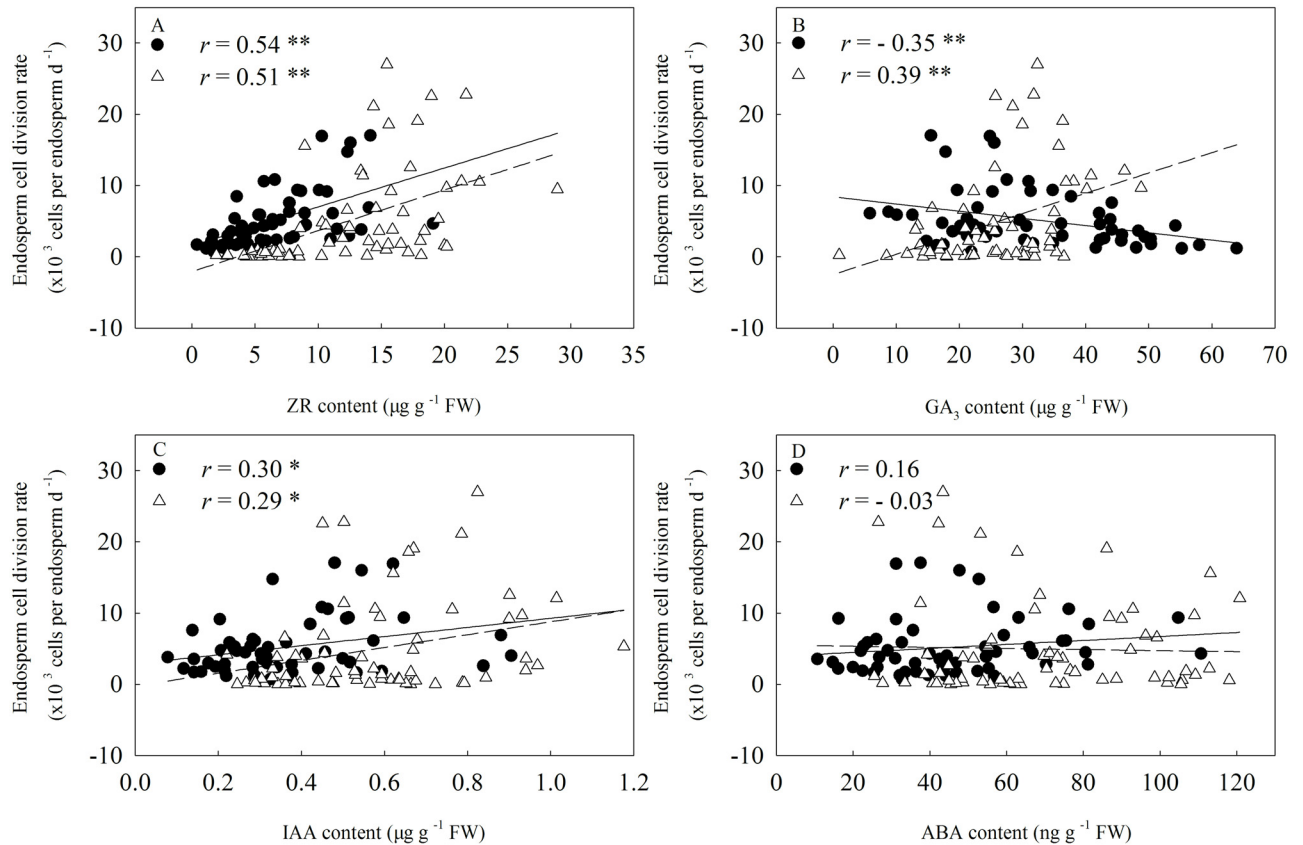 A
r = 0.54 **
r = 0.51 **
30
20
10
0
-10
Endosperm cell division rate
(x10 ³ cells per endosperm d ⁻¹)
0 5 10 15 20 25 30 35
ZR content (μg g ⁻¹ FW)
B
r = - 0.35 **
r = 0.39 **
30
20
10
0
-10
Endosperm cell division rate
(x10 ³ cells per endosperm d ⁻¹)
0 10 20 30 40 50 60 70
GA₃ content (μg g ⁻¹ FW)
C
r = 0.30 *
r = 0.29 *
30
20
10
0
-10
Endosperm cell division rate
(x10 ³ cells per endosperm d ⁻¹)
0.0 0.2 0.4 0.6 0.8 1.0 1.2
IAA content (μg g ⁻¹ FW)
D
r = 0.16
r = - 0.03
30
20
10
0
-10
Endosperm cell division rate
(x10 ³ cells per endosperm d ⁻¹)
0 20 40 60 80 100 120
ABA content (ng g ⁻¹ FW)